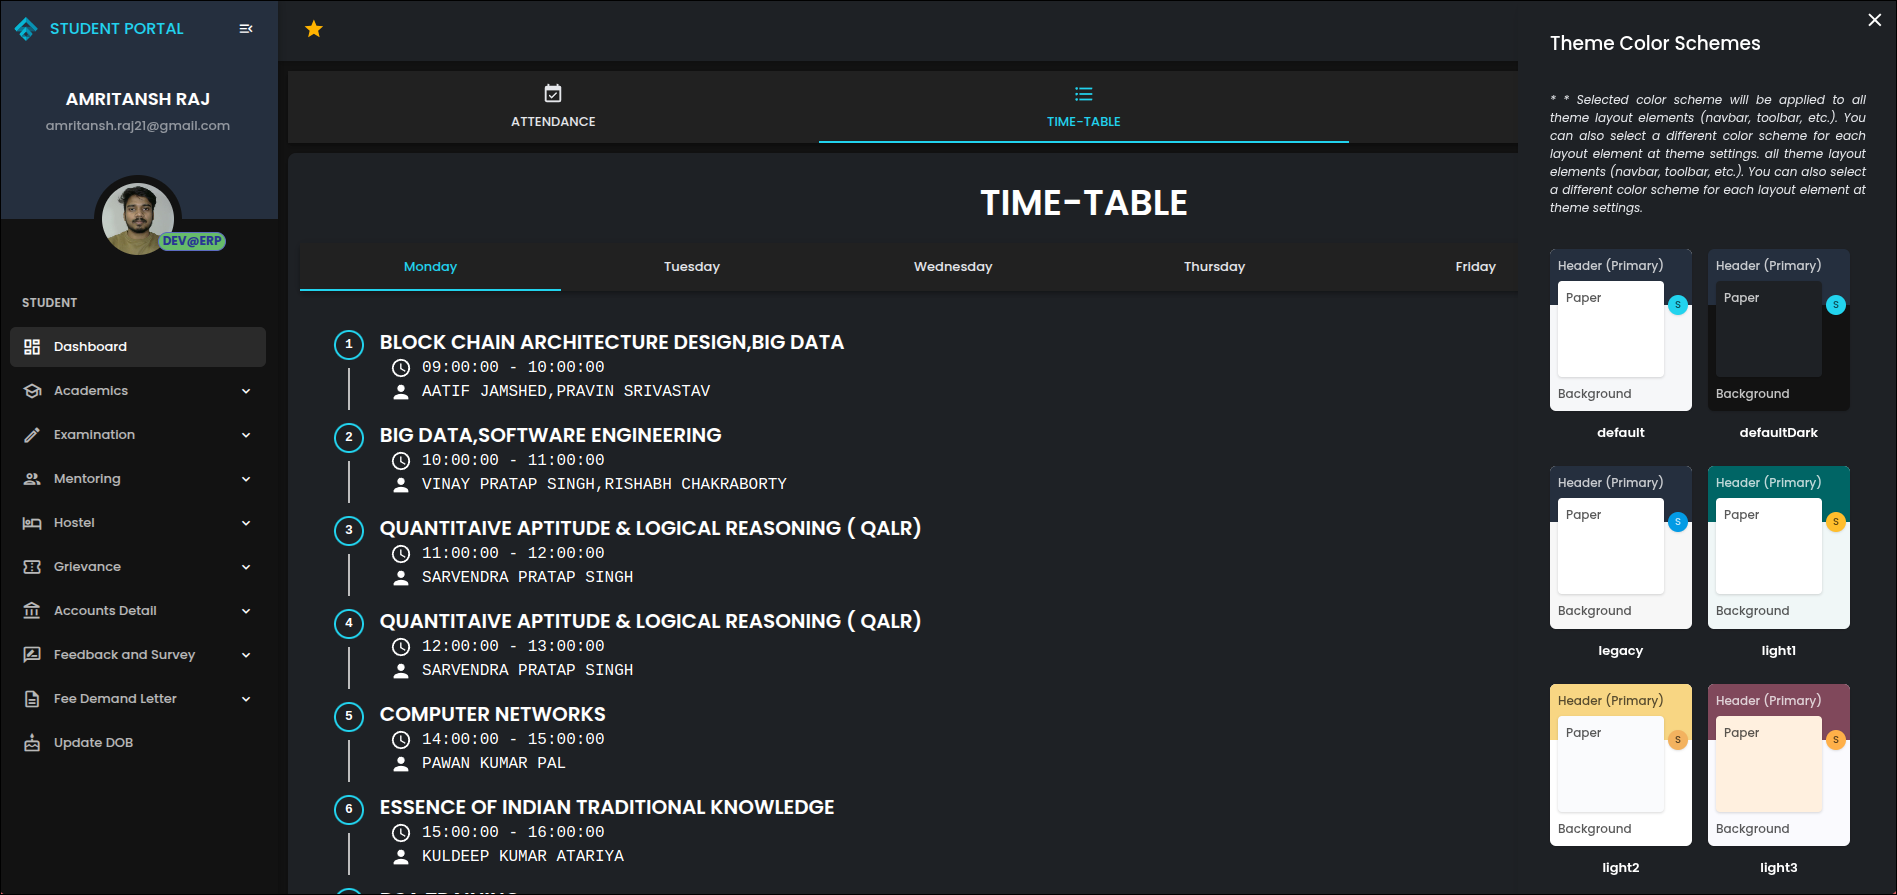 STUDENT PORTAL
AMRITANSH RAJ
amritansh.raj21@gmail.com
DEV@ERP
STUDENT
Dashboard
Academics
Examination
Mentoring
Hostel
Grievance
Accounts Detail
Feedback and Survey
Fee Demand Letter
Update DOB
ATTENDANCE
TIME-TABLE
TIME-TABLE
Monday
Tuesday
Wednesday
Thursday
Friday
1
BLOCK CHAIN ARCHITECTURE DESIGN,BIG DATA
09:00:00 - 10:00:00
AATIF JAMSHED,PRAVIN SRIVASTAV
2
BIG DATA,SOFTWARE ENGINEERING
10:00:00 - 11:00:00
VINAY PRATAP SINGH,RISHABH CHAKRABORTY
3
QUANTITAIVE APTITUDE & LOGICAL REASONING ( QALR)
11:00:00 - 12:00:00
SARVENDRA PRATAP SINGH
4
QUANTITAIVE APTITUDE & LOGICAL REASONING ( QALR)
12:00:00 - 13:00:00
SARVENDRA PRATAP SINGH
5
COMPUTER NETWORKS
14:00:00 - 15:00:00
PAWAN KUMAR PAL
6
ESSENCE OF INDIAN TRADITIONAL KNOWLEDGE
15:00:00 - 16:00:00
KULDEEP KUMAR ATARIYA
Theme Color Schemes
* * Selected color scheme will be applied to all
theme layout elements (navbar, toolbar, etc.). You
can also select a different color scheme for each
layout element at theme settings. all theme layout
elements (navbar, toolbar, etc.). You can also select
a different color scheme for each layout element at
theme settings.
Header (Primary)
Paper
S
Background
default
Header (Primary)
Paper
S
Background
defaultDark
Header (Primary)
Paper
S
Background
legacy
Header (Primary)
Paper
S
Background
light1
Header (Primary)
Paper
S
Background
light2
Header (Primary)
Paper
S
Background
light3